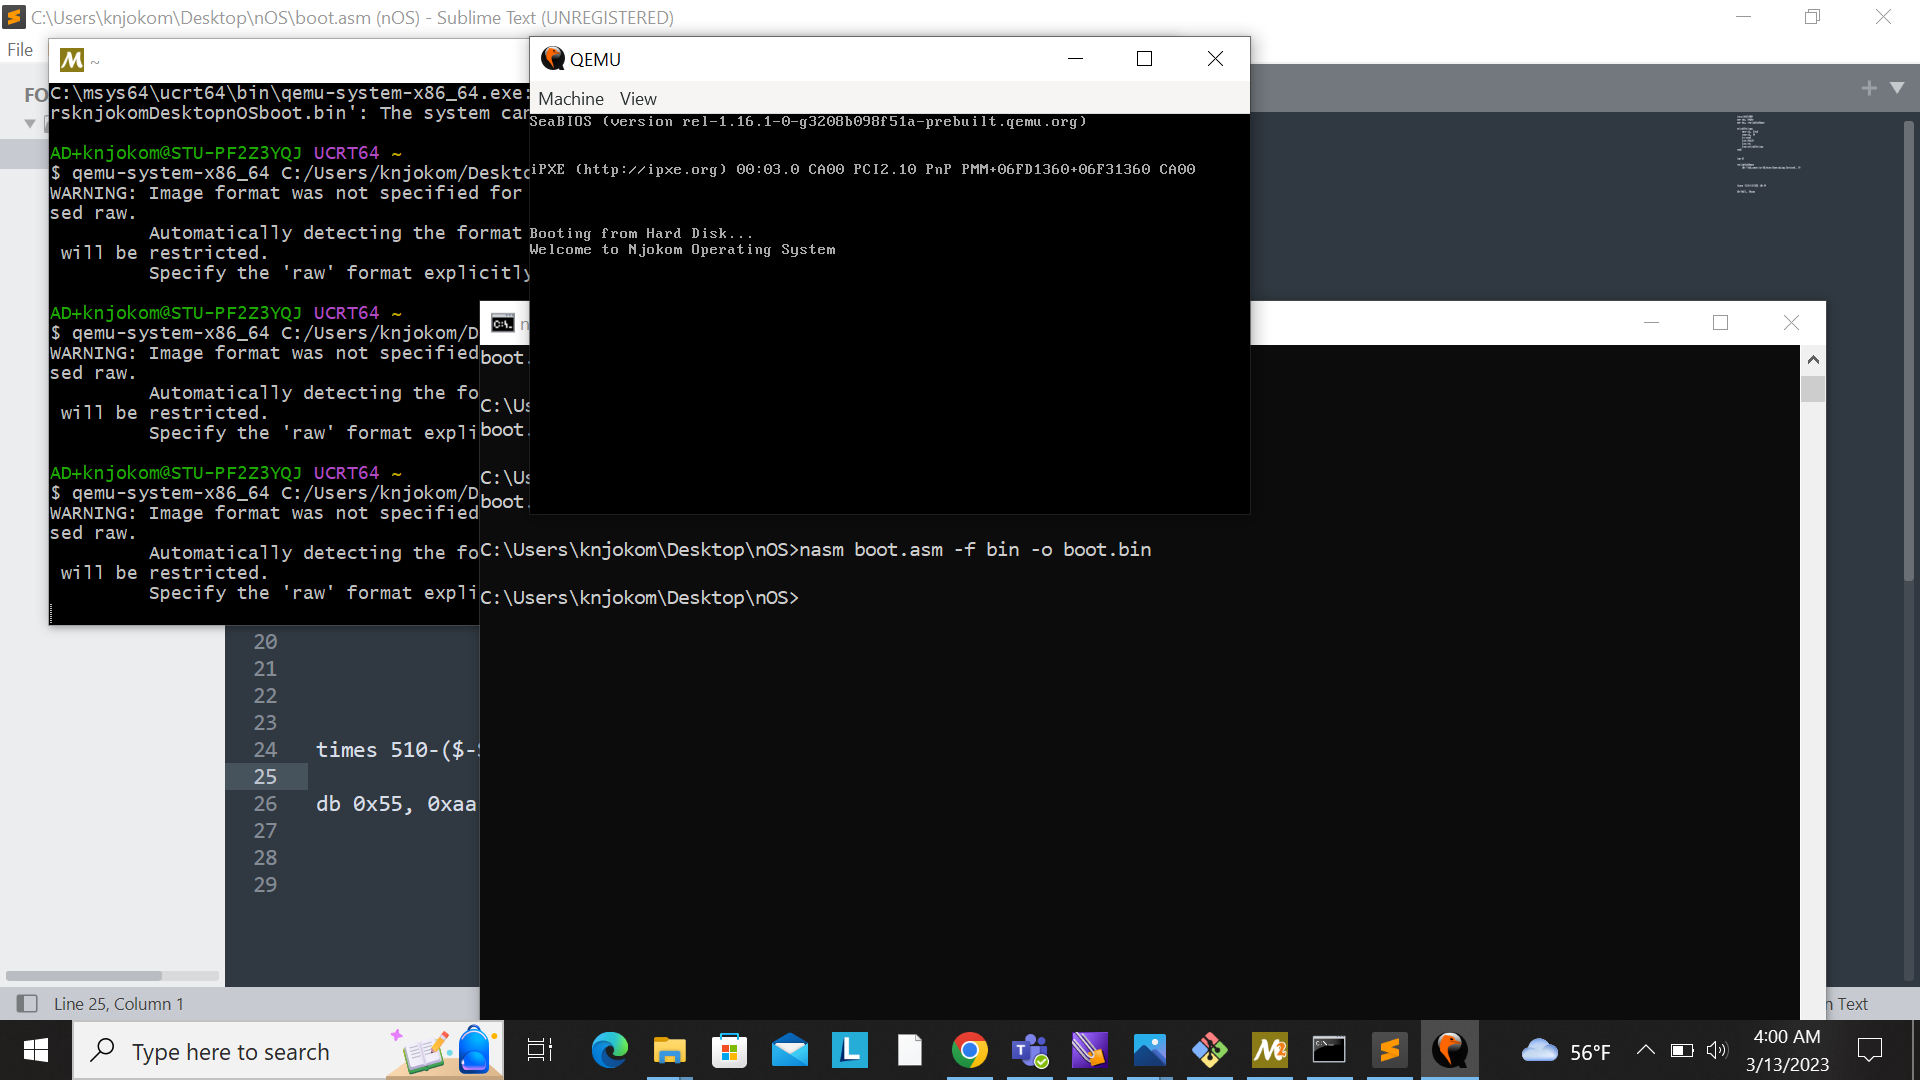 C:\Users\knjokom\Desktop\nOS\boot.asm (nOS) - Sublime Text (UNREGISTERED)
File
FO
~
C:\msys64\ucrt64\bin\qemu-system-x86_64.exe:
rsknjokomDesktopnOSboot.bin': The system car
AD+knjokom@STU-PF2Z3YQJ UCRT64 ~
$ qemu-system-x86_64 C:/Users/knjokom/Deskto
WARNING: Image format was not specified for
sed raw.
Automatically detecting the format
will be restricted.
Specify the 'raw' format explicitly
AD+knjokom@STU-PF2Z3YQJ UCRT64 ~
$ qemu-system-x86_64 C:/Users/knjokom/D
WARNING: Image format was not specified
sed raw.
Automatically detecting the fo
will be restricted.
Specify the 'raw' format expli
AD+knjokom@STU-PF2Z3YQJ UCRT64 ~
$ qemu-system-x86_64 C:/Users/knjokom/D
WARNING: Image format was not specified
sed raw.
Automatically detecting the fo
will be restricted.
Specify the 'raw' format expli
QEMU
Machine View
SeaBIOS (version rel-1.16.1-0-g3208b098f51a-prebuilt.qemu.org)
iPXE (http://ipxe.org) 00:03.0 CA00 PCI2.10 PnP PMM+06FD1360+06F31360 CA00
Booting from Hard Disk...
Welcome to Njokom Operating System
boot.
C:\Us
boot.
C:\Us
boot.
C:\Users\knjokom\Desktop\nOS>nasm boot.asm -f bin -o boot.bin
C:\Users\knjokom\Desktop\nOS>
20
21
22
23
24 times 510-($-
25
26 db 0x55, 0xaa
27
28
29
Line 25, Column 1
n Text
Type here to search
56°F
4:00 AM
3/13/2023